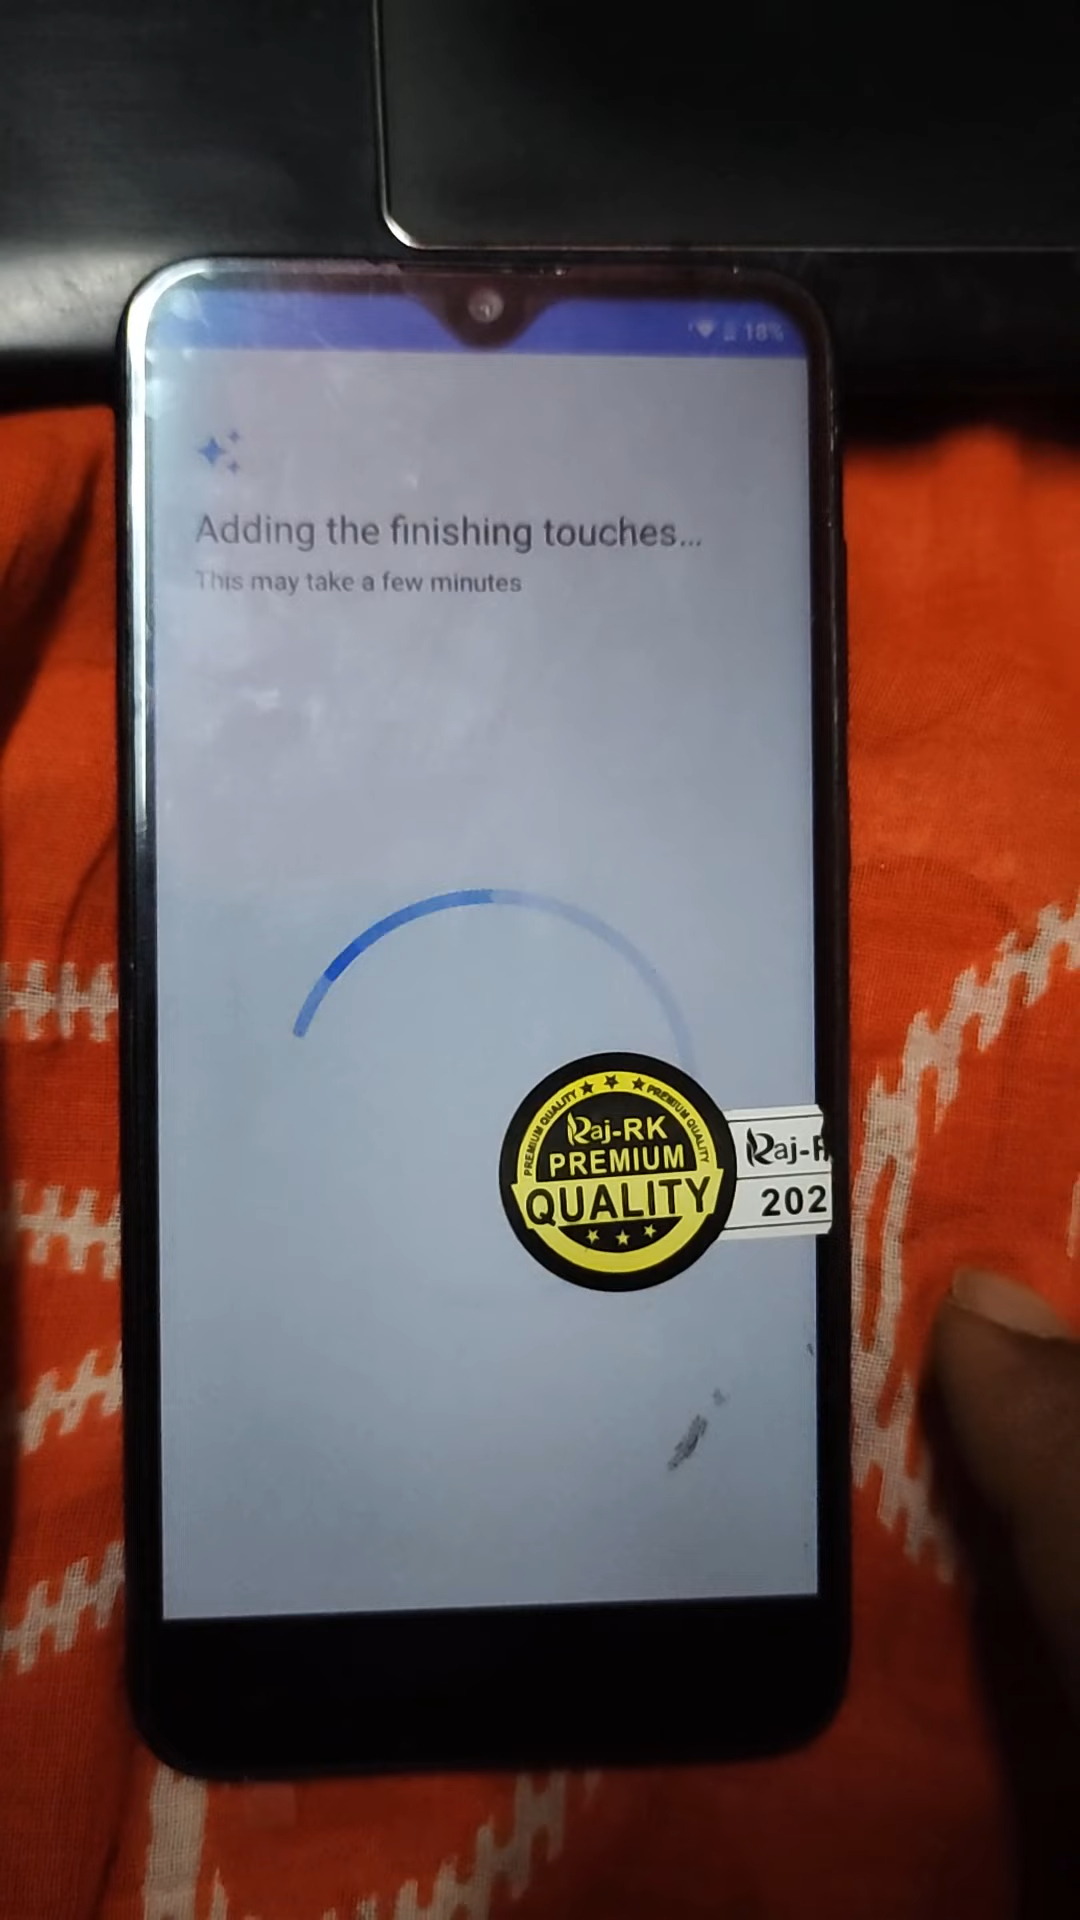 18%
Adding the finishing touches...
This may take a few minutes
PREMIUM QUALITY ★ ★ ★ PREMIUM QUALITY
Raj-RK
PREMIUM
QUALITY
Raj-R
202